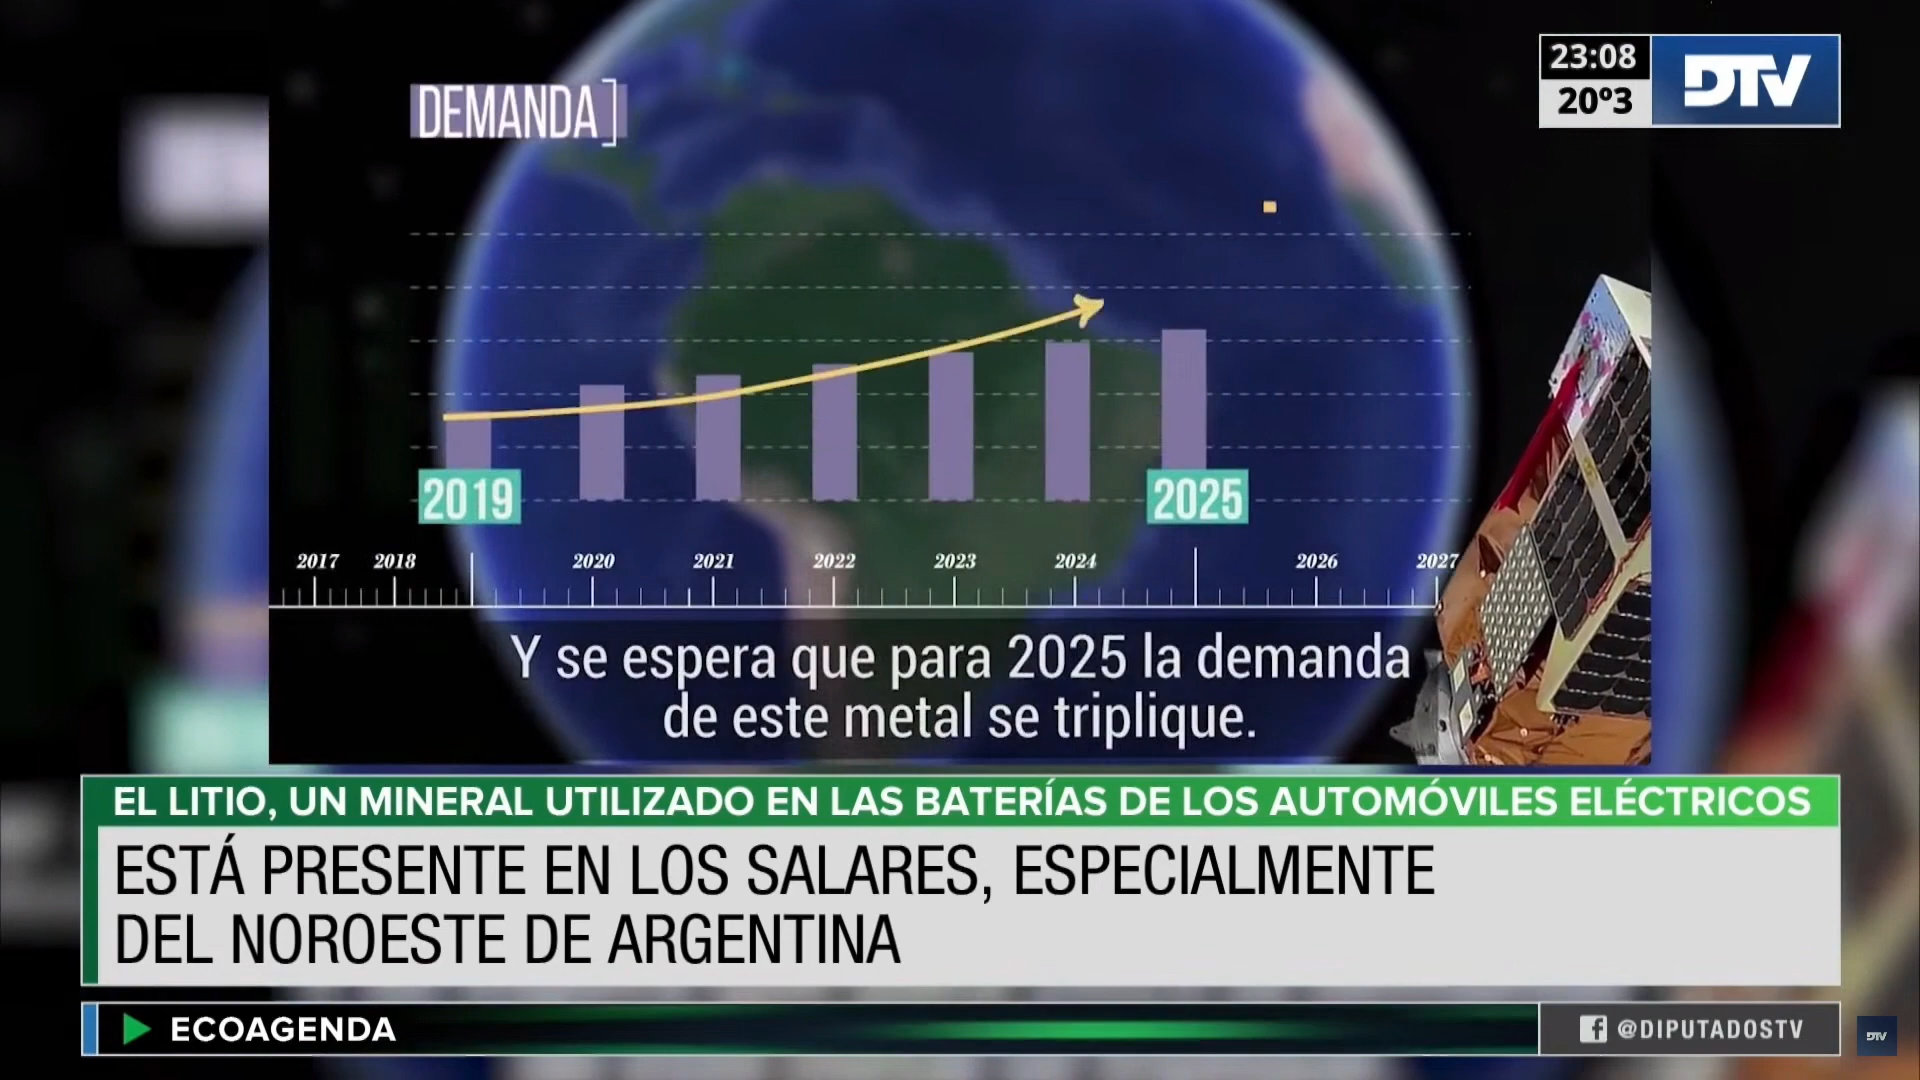 23:08
20º3
DTV
DEMANDA]
2019
2025
2017 2018 2020 2021 2022 2023 2024 2026 2027
Y se espera que para 2025 la demanda
de este metal se triplique.
EL LITIO, UN MINERAL UTILIZADO EN LAS BATERÍAS DE LOS AUTOMÓVILES ELÉCTRICOS
ESTÁ PRESENTE EN LOS SALARES, ESPECIALMENTE
DEL NOROESTE DE ARGENTINA
ECOAGENDA
@DIPUTADOSTV
DTV